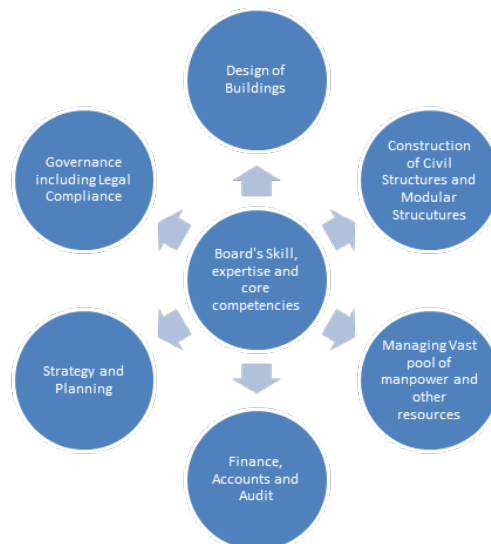 Design of
Buildings
Construction
of Civil
Structures and
Modular
Strucutures
Managing Vast
pool of
manpower and
other
resources
Finance,
Accounts and
Audit
Strategy and
Planning
Governance
including Legal
Compliance
Board's Skill,
expertise and
core
competencies